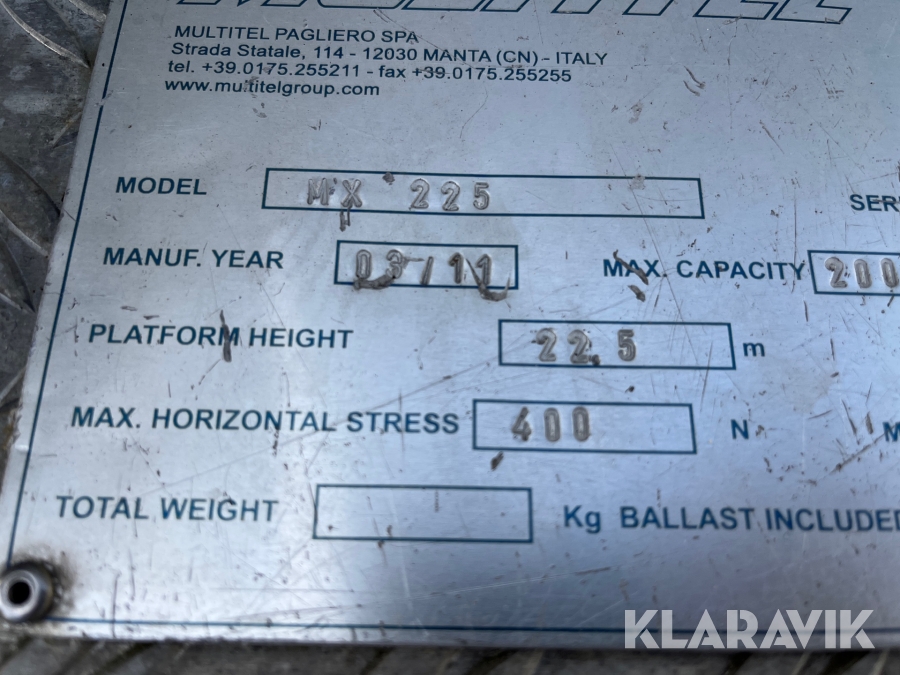 MULTITEL
MULTITEL PAGLIERO SPA
Strada Statale, 114 - 12030 MANTA (CN) - ITALY
tel. +39.0175.255211 - fax +39.0175.255255
www.multitelgroup.com
MODEL MX 225
MANUF. YEAR 03/11 MAX. CAPACITY 200
PLATFORM HEIGHT 22.5 m
MAX. HORIZONTAL STRESS 400 N
TOTAL WEIGHT Kg BALLAST INCLUDED
KLARAVIK